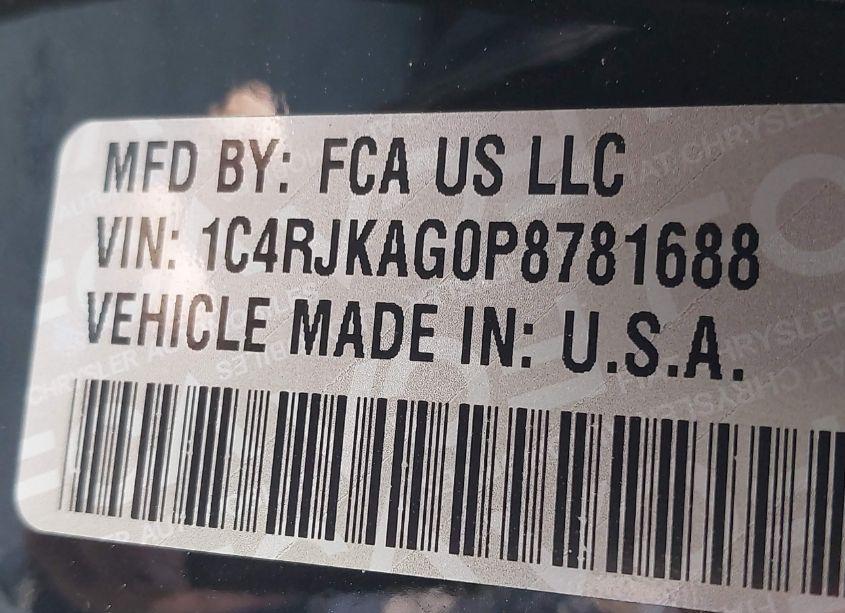 MFD BY: FCA US LLC
VIN: 1C4RJKAG0P8781688
VEHICLE MADE IN: U.S.A.